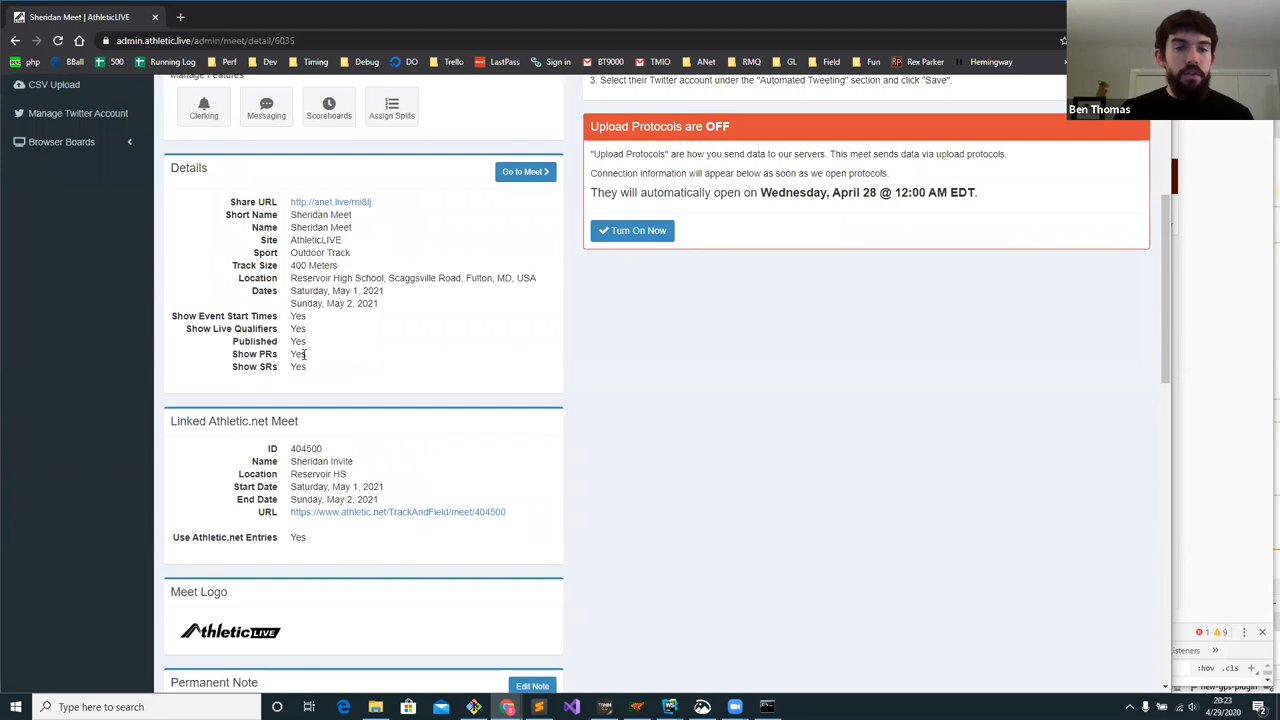 Sheridan Meet | AthleticLIVE
admin.athletic.live/admin/meet/detail/6035
php
BBall
500
Running Log
Perf
Dev
Timing
Debug
DO
Trello
LastPass
Sign in
BT9000
TMIO
ANet
RMQ
GL
Field
Fun
Rex Parker
Hemingway
Ben Thomas
CSV Upload
Manage Twitter Account
Browser Boards
Manage Features
Clerking
Messaging
Scoreboards
Assign Splits
3. Select their Twitter account under the "Automated Tweeting" section and click "Save".
Upload Protocols are OFF
"Upload Protocols" are how you send data to our servers. This meet sends data via upload protocols.
Connection information will appear below as soon as we open protocols.
They will automatically open on Wednesday, April 28 @ 12:00 AM EDT.
Turn On Now
Details
Go to Meet
Share URL http://anet.live/rni8lj
Short Name Sheridan Meet
Name Sheridan Meet
Site AthleticLIVE
Sport Outdoor Track
Track Size 400 Meters
Location Reservoir High School, Scaggsville Road, Fulton, MD, USA
Dates Saturday, May 1, 2021
Sunday, May 2, 2021
Show Event Start Times Yes
Show Live Qualifiers Yes
Published Yes
Show PRs Yes
Show SRs Yes
Linked Athletic.net Meet
ID 404500
Name Sheridan Invite
Location Reservoir HS
Start Date Saturday, May 1, 2021
End Date Sunday, May 2, 2021
URL https://www.athletic.net/TrackAndField/meet/404500
Use Athletic.net Entries Yes
Meet Logo
AthleticLIVE
Permanent Note
Edit Note
1 9
isteners
:hov .cls
new-gps-plugin
Type here to search
20:23
4/29/2020